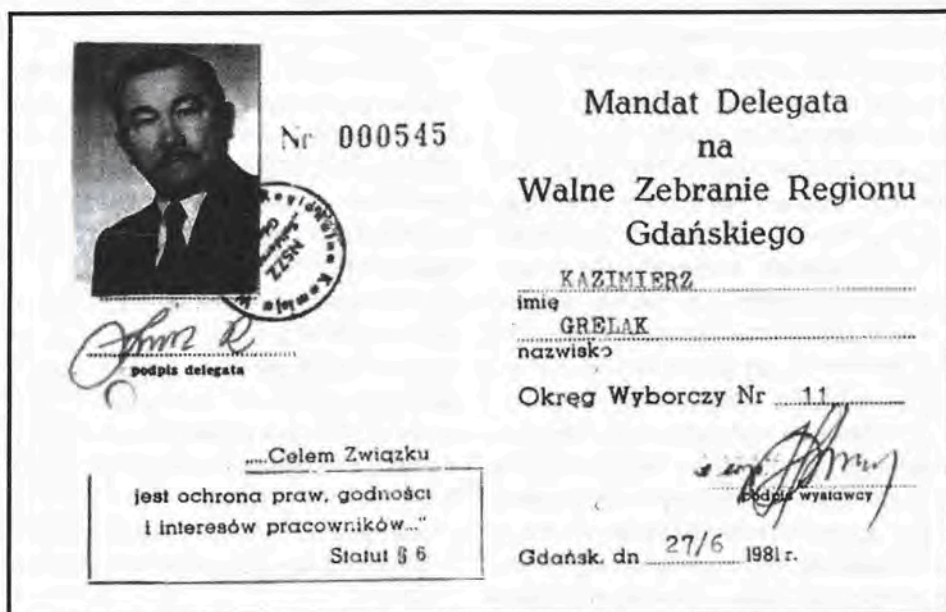 Nr 000545
NSZZ
podpis delegata
„...Celem Związku
jest ochrona praw, godności
i interesów pracowników..."
Statut § 6
Mandat Delegata
na
Walne Zebranie Regionu
Gdańskiego
KAZIMIERZ
imię
GRELAK
nazwisko
Okręg Wyborczy Nr 11
podpis wystawcy
Gdańsk, dn 27/6 1981 r.